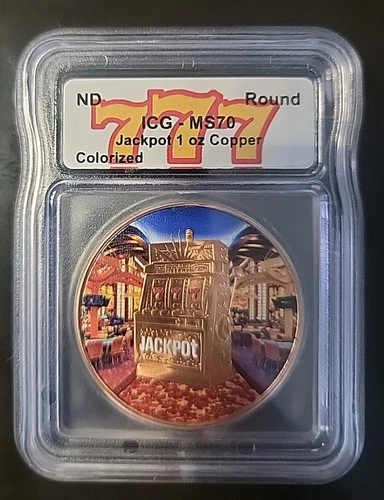 777
ND Round
ICG - MS70
Jackpot 1 oz Copper
Colorized
JACKPOt